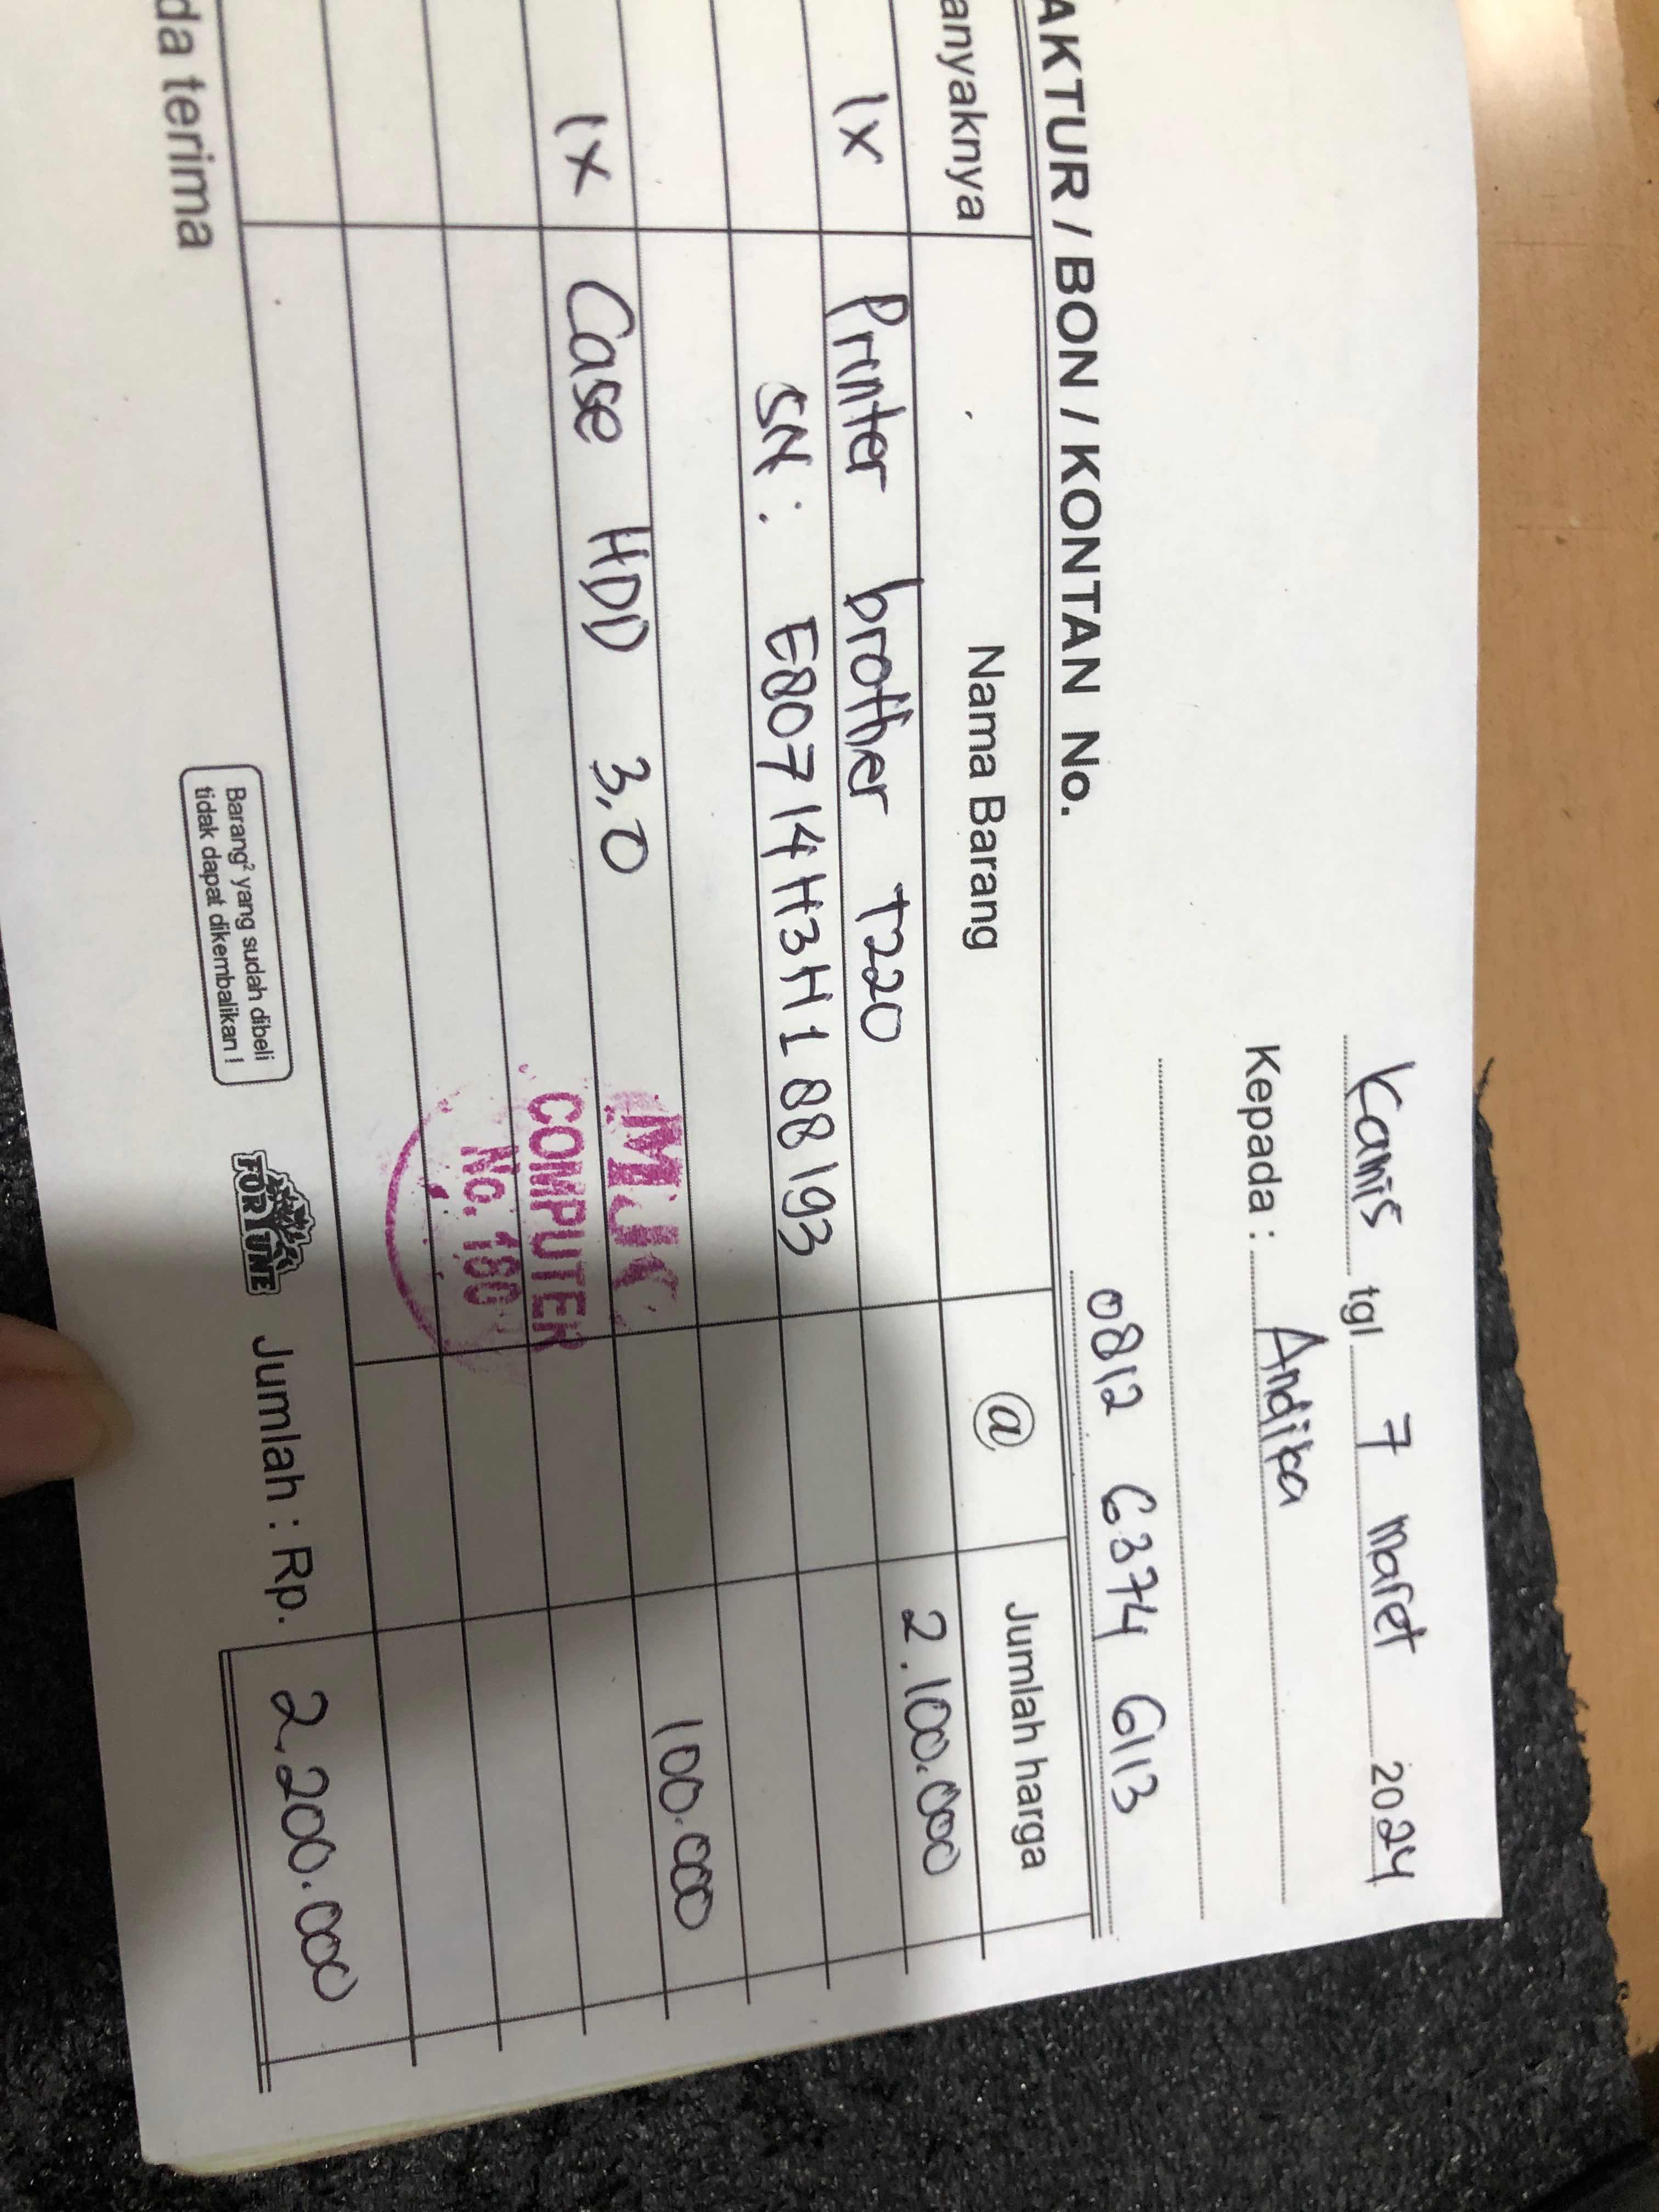 Kamis tgl 7 maret 2024
Kepada : Andika
0812 6374 6113
AKTUR / BON / KONTAN No.
anyaknya Nama Barang @ Jumlah harga
1x Printer brother T220 2.100.000
SN : E80714H3H188193
1x Case HDD 3,0 100.000
MJC
COMPUTER
No. 180
da terima
Barang² yang sudah dibeli
tidak dapat dikembalikan !
FORTUNE
Jumlah : Rp. 2.200.000